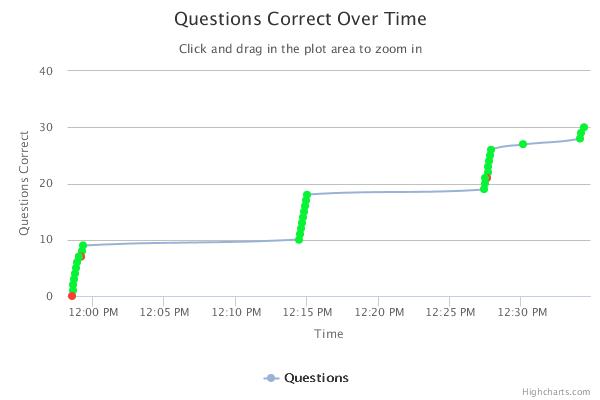 Questions Correct Over Time
Click and drag in the plot area to zoom in
Questions Correct
40
30
20
10
0
12:00 PM 12:05 PM 12:10 PM 12:15 PM 12:20 PM 12:25 PM 12:30 PM
Time
Questions
Highcharts.com